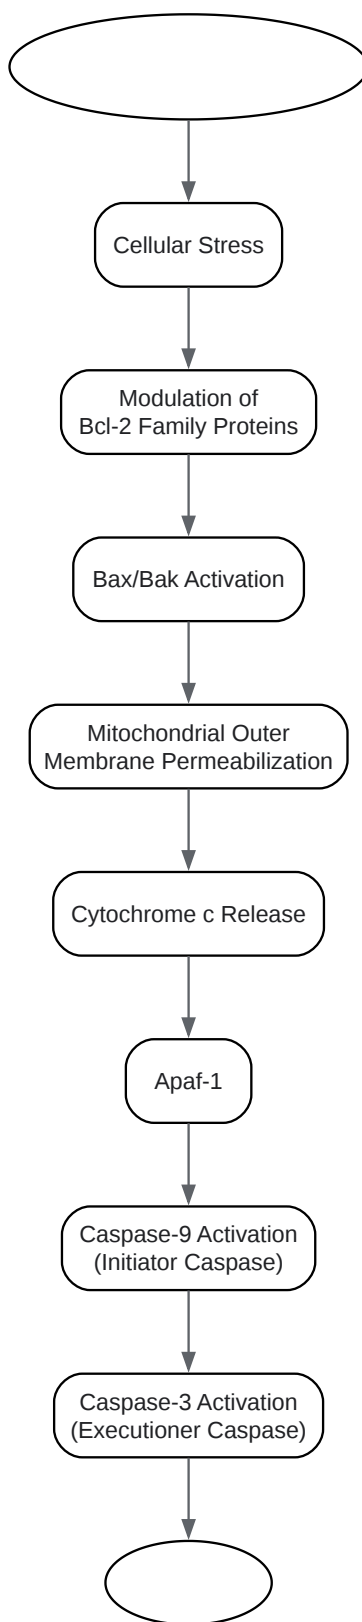 Cellular Stress
Modulation of
Bcl-2 Family Proteins
Bax/Bak Activation
Mitochondrial Outer
Membrane Permeabilization
Cytochrome c Release
Apaf-1
Caspase-9 Activation
(Initiator Caspase)
Caspase-3 Activation
(Executioner Caspase)